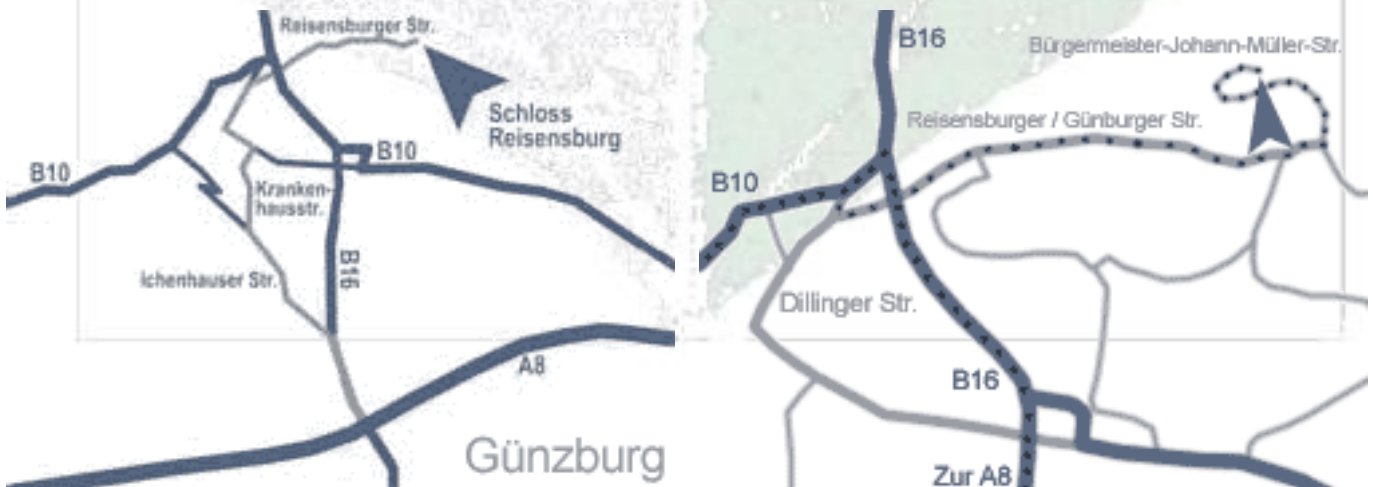 Reisensburger Str.
Schloss
Reisensburg
B10
B10
Kranken-
hausstr.
B16
Ichenhauser Str.
A8
Günzburg
B16
Bürgermeister-Johann-Müller-Str.
Reisensburger / Günburger Str.
B10
Dillinger Str.
B16
Zur A8